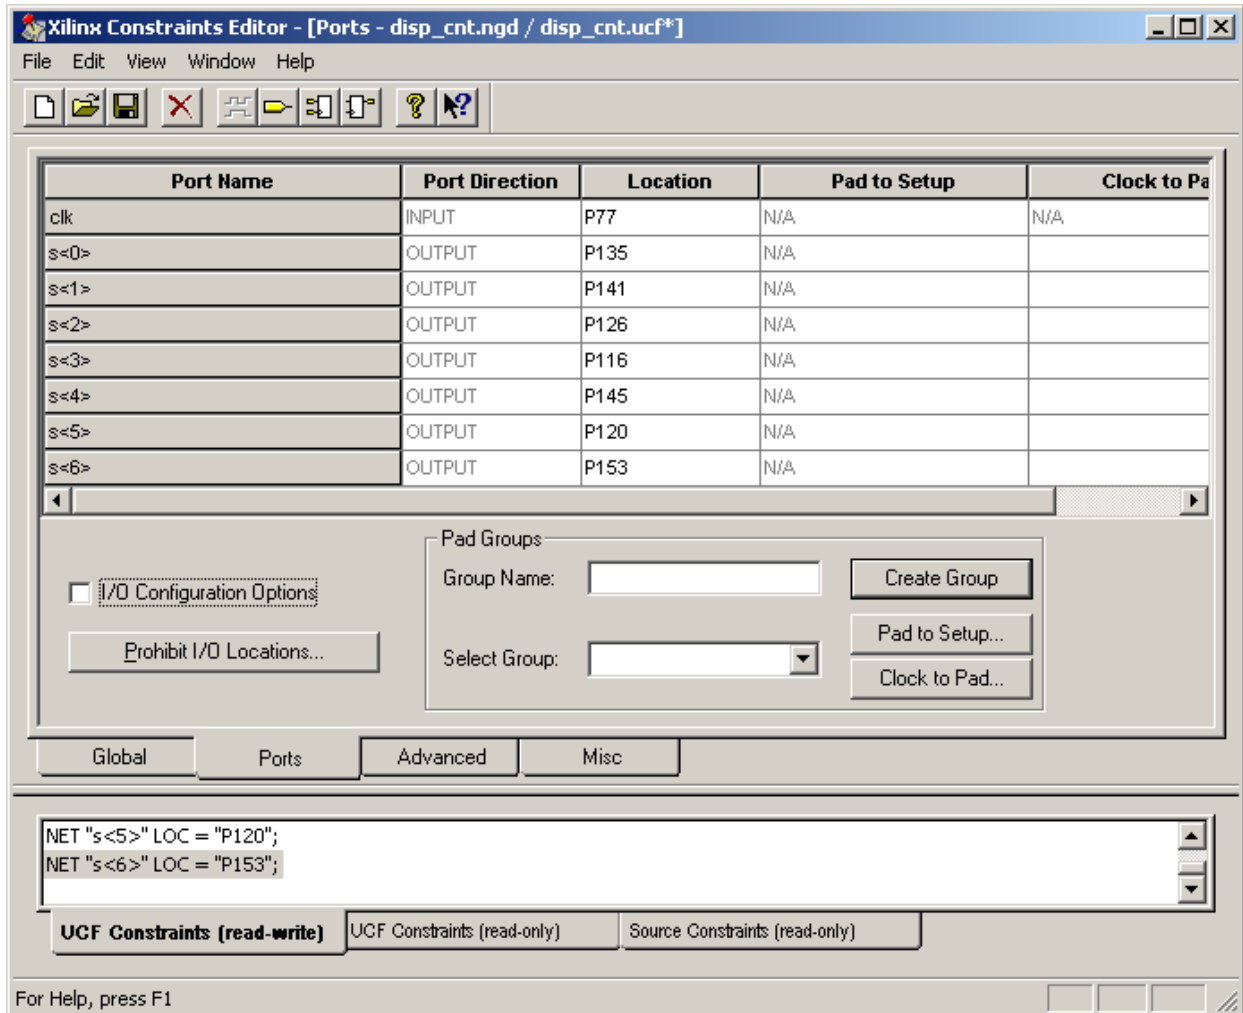 Xilinx Constraints Editor - [Ports - disp_cnt.ngd / disp_cnt.ucf*]
File Edit View Window Help
Port Name Port Direction Location Pad to Setup Clock to Pa
clk INPUT P77 N/A N/A
s<0> OUTPUT P135 N/A
s<1> OUTPUT P141 N/A
s<2> OUTPUT P126 N/A
s<3> OUTPUT P116 N/A
s<4> OUTPUT P145 N/A
s<5> OUTPUT P120 N/A
s<6> OUTPUT P153 N/A
Pad Groups
I/O Configuration Options
Group Name: Create Group
Prohibit I/O Locations...
Select Group: Pad to Setup...
Clock to Pad...
Global Ports Advanced Misc
NET "s<5>" LOC = "P120";
NET "s<6>" LOC = "P153";
UCF Constraints (read-write) UCF Constraints (read-only) Source Constraints (read-only)
For Help, press F1